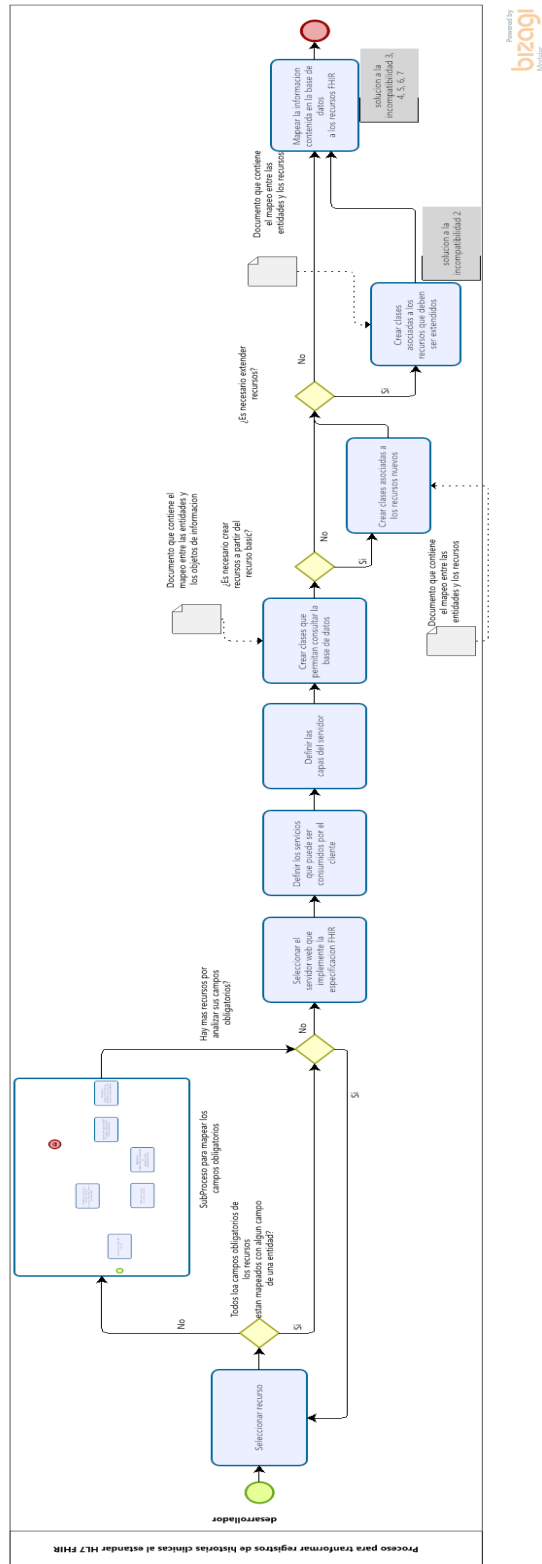 Proceso para tranformar registros de historias clinicas al estandar HL7 FHIR
desarrollador
Seleccionar recurso
Todos loa campos obligatorios de
los recursos
estan mapeados con algun campo
de una entidad?
No
Si
SubProceso para mapear los
campos obligatorios
Hay mas recursos por
analizar sus campos
obligatorios?
No
Si
Seleccionar el
servidor web que
implemente la
especificacion FHIR
Definir los servicios
que puede ser
consumidos por el
cliente
Definir las
capas del servidor
Crear clases que
permitan consultar la
base de datos
Documento que contiene el
mapeo entre las entidades y
los objetos de informacion
¿Es necesario crear
recursos a partir del
recurso basic?
No
Si
Crear clases asociadas a
los recursos nuevos
Documento que contiene
el mapeo entre las
entidades y los recursos
¿Es necesario extender
recursos?
No
Si
Crear clases
asociadas a los
recursos que deben
ser extendidos
Documento que contiene
el mapeo entre las
entidades y los recursos
solucion a la
incompatibilidad 2
Mapear la informacion
contenida en la base de
datos
a los recursos FHIR
solucion a la
incompatibilidad 3,
4, 5, 6, 7
Powered by
bizagi
Modeler